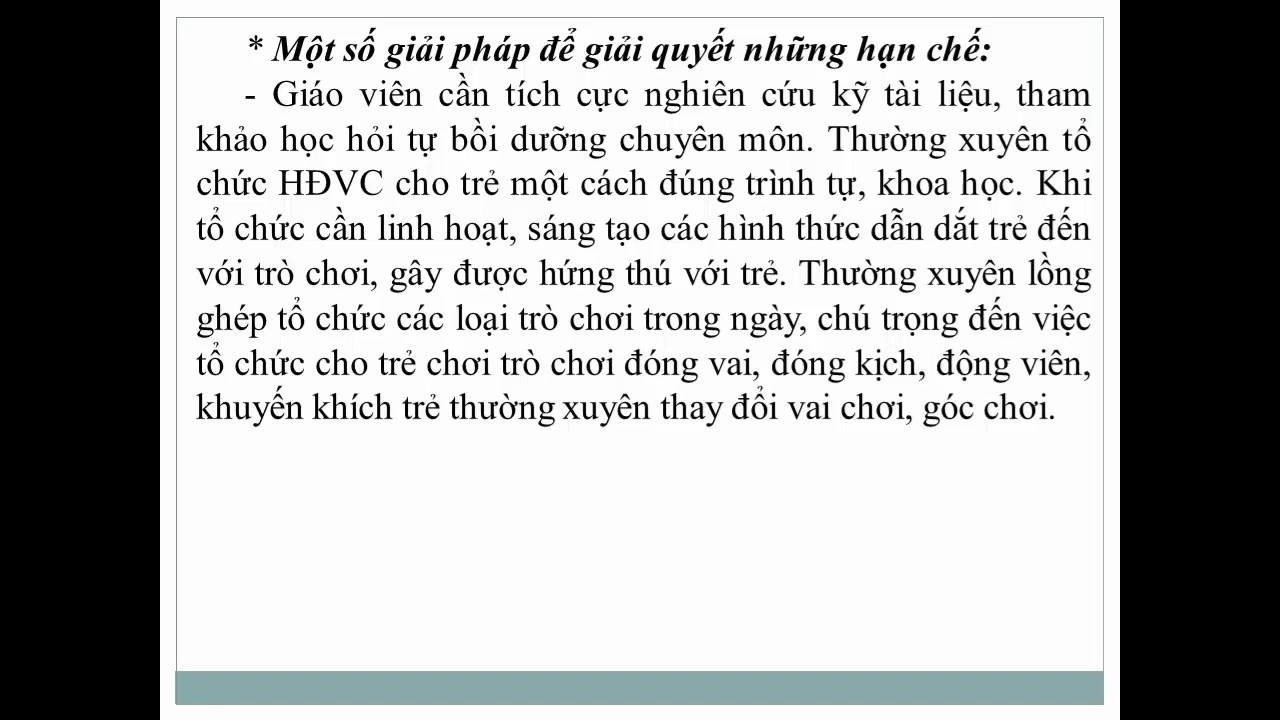 * Một số giải pháp để giải quyết những hạn chế:
- Giáo viên cần tích cực nghiên cứu kỹ tài liệu, tham
khảo học hỏi tự bồi dưỡng chuyên môn. Thường xuyên tổ
chức HĐVC cho trẻ một cách đúng trình tự, khoa học. Khi
tổ chức cần linh hoạt, sáng tạo các hình thức dẫn dắt trẻ đến
với trò chơi, gây được hứng thú với trẻ. Thường xuyên lồng
ghép tổ chức các loại trò chơi trong ngày, chú trọng đến việc
tổ chức cho trẻ chơi trò chơi đóng vai, đóng kịch, động viên,
khuyến khích trẻ thường xuyên thay đổi vai chơi, góc chơi.